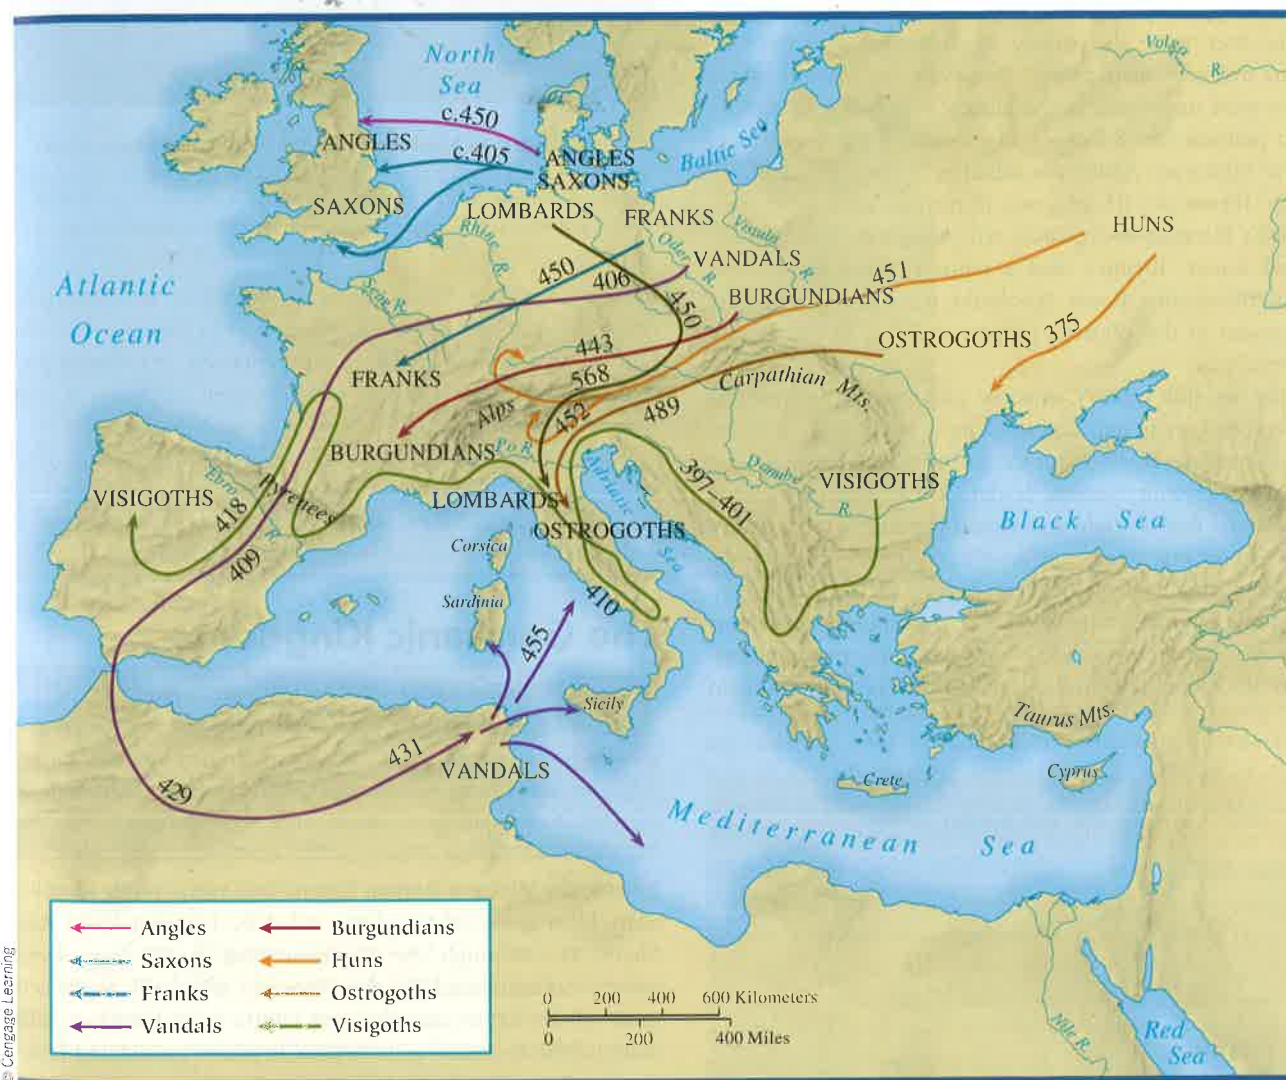 Volga
R.
North
Sea
c.450
ANGLES
c.405
ANGLES
SAXONS
Baltic Sea
SAXONS
LOMBARDS
FRANKS
Vistula
R.
HUNS
Rhine
R.
Oder
R.
VANDALS
450
406
451
Atlantic
Ocean
Seine R.
BURGUNDIANS
450
375
OSTROGOTHS
443
568
Carpathian Mts.
FRANKS
Alps
452
489
BURGUNDIANS
Po R.
VISIGOTHS
Ebro
R.
Pyrenees
418
LOMBARDS
Adriatic
Sea
397–401
Danube
R.
VISIGOTHS
Black Sea
OSTROGOTHS
Corsica
409
Sardinia
410
455
Sicily
Taurus Mts.
431
VANDALS
429
Crete
Cyprus
Mediterranean Sea
Angles
Saxons
Franks
Vandals
Burgundians
Huns
Ostrogoths
Visigoths
0 200 400 600 Kilometers
0 200 400 Miles
Nile R.
Red
Sea
© Cengage Learning